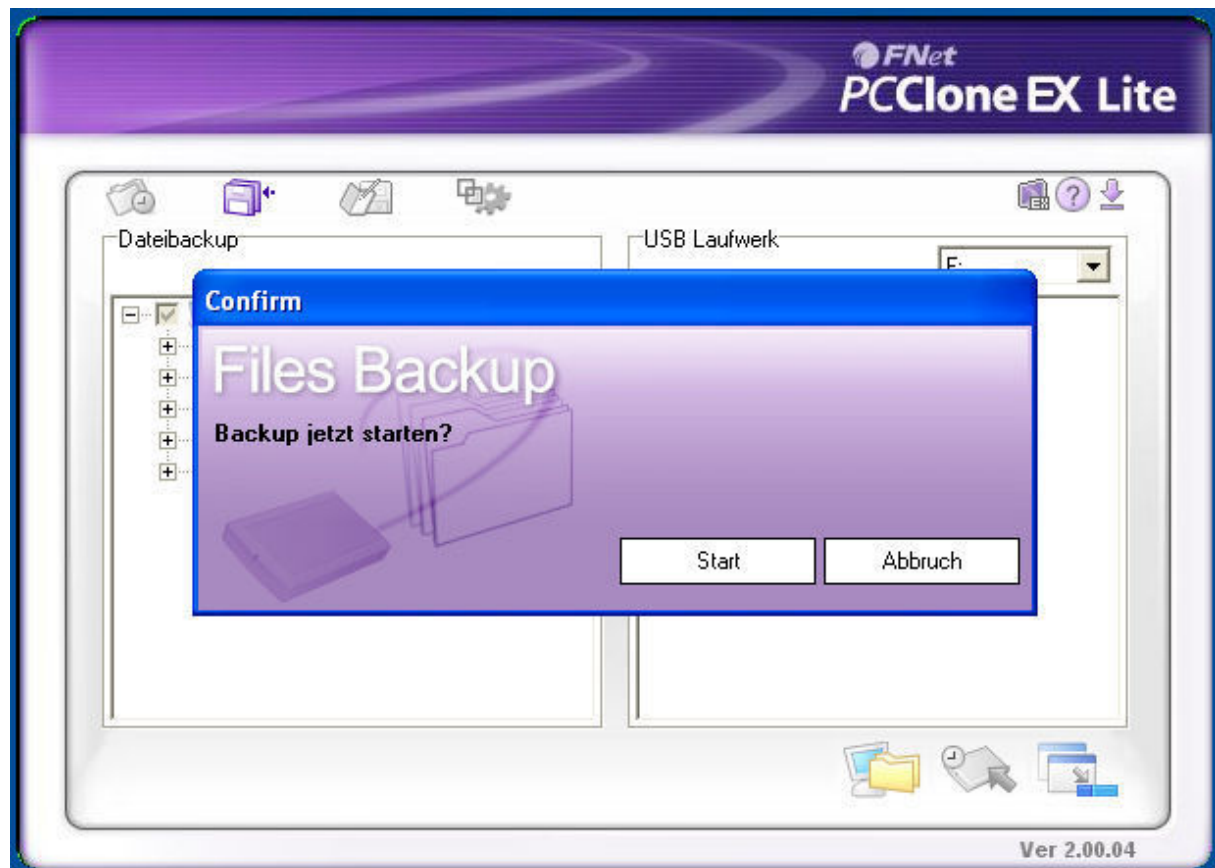 FNet
PCClone EX Lite
EX
?
Dateibackup
USB Laufwerk
Confirm
Files Backup
Backup jetzt starten?
Start
Abbruch
Ver 2.00.04